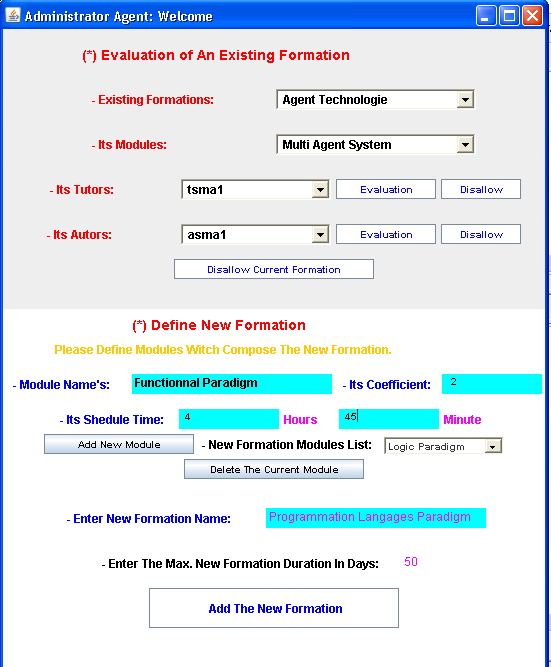 Administrator Agent: Welcome
(*) Evaluation of An Existing Formation
- Existing Formations: Agent Technologie
- Its Modules: Multi Agent System
- Its Tutors: tsma1 Evaluation Disallow
- Its Autors: asma1 Evaluation Disallow
Disallow Current Formation
(*) Define New Formation
Please Define Modules Witch Compose The New Formation.
- Module Name's: Functionnal Paradigm - Its Coefficient: 2
- Its Shedule Time: 4 Hours 45 Minute
Add New Module - New Formation Modules List: Logic Paradigm
Delete The Current Module
- Enter New Formation Name: Programmation Langages Paradigm
- Enter The Max. New Formation Duration In Days: 50
Add The New Formation